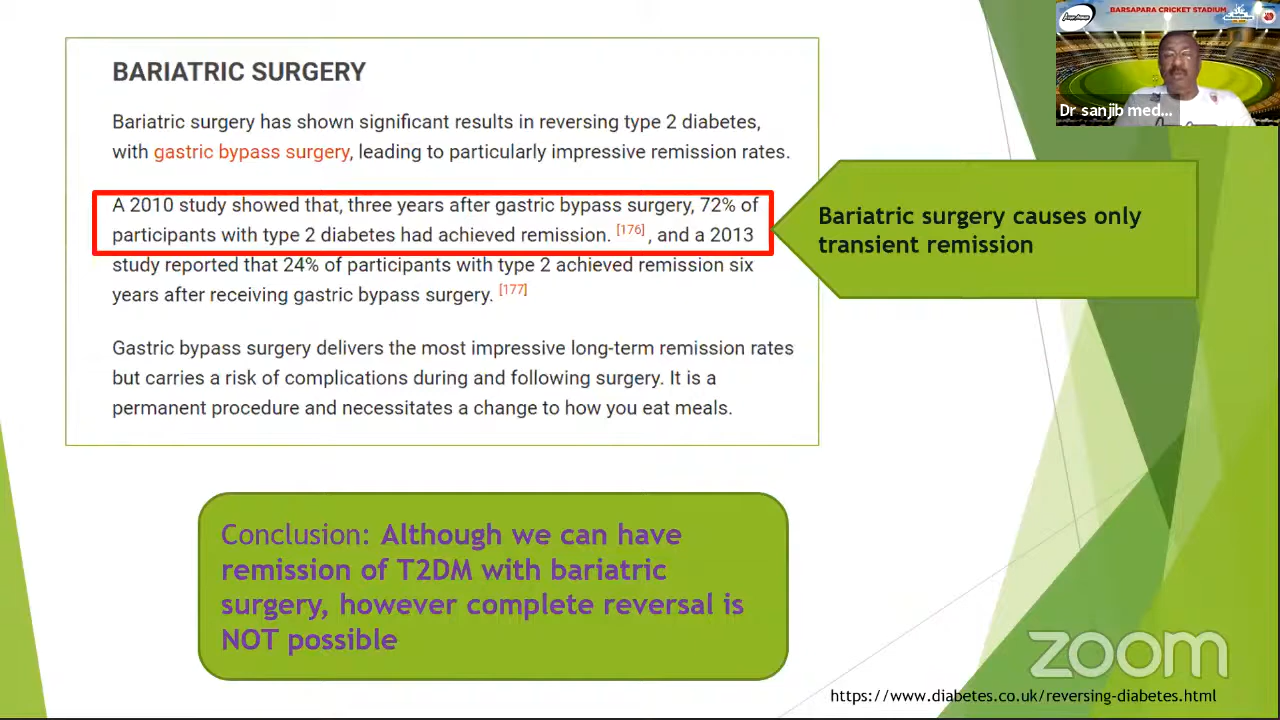 BARIATRIC SURGERY
Bariatric surgery has shown significant results in reversing type 2 diabetes,
with gastric bypass surgery, leading to particularly impressive remission rates.
A 2010 study showed that, three years after gastric bypass surgery, 72% of
participants with type 2 diabetes had achieved remission. [176] , and a 2013
study reported that 24% of participants with type 2 achieved remission six
years after receiving gastric bypass surgery. [177]
Gastric bypass surgery delivers the most impressive long-term remission rates
but carries a risk of complications during and following surgery. It is a
permanent procedure and necessitates a change to how you eat meals.
Bariatric surgery causes only
transient remission
Conclusion: Although we can have
remission of T2DM with bariatric
surgery, however complete reversal is
NOT possible
BARSAPARA CRICKET STADIUM
Dr sanjib med...
zoom
https://www.diabetes.co.uk/reversing-diabetes.html